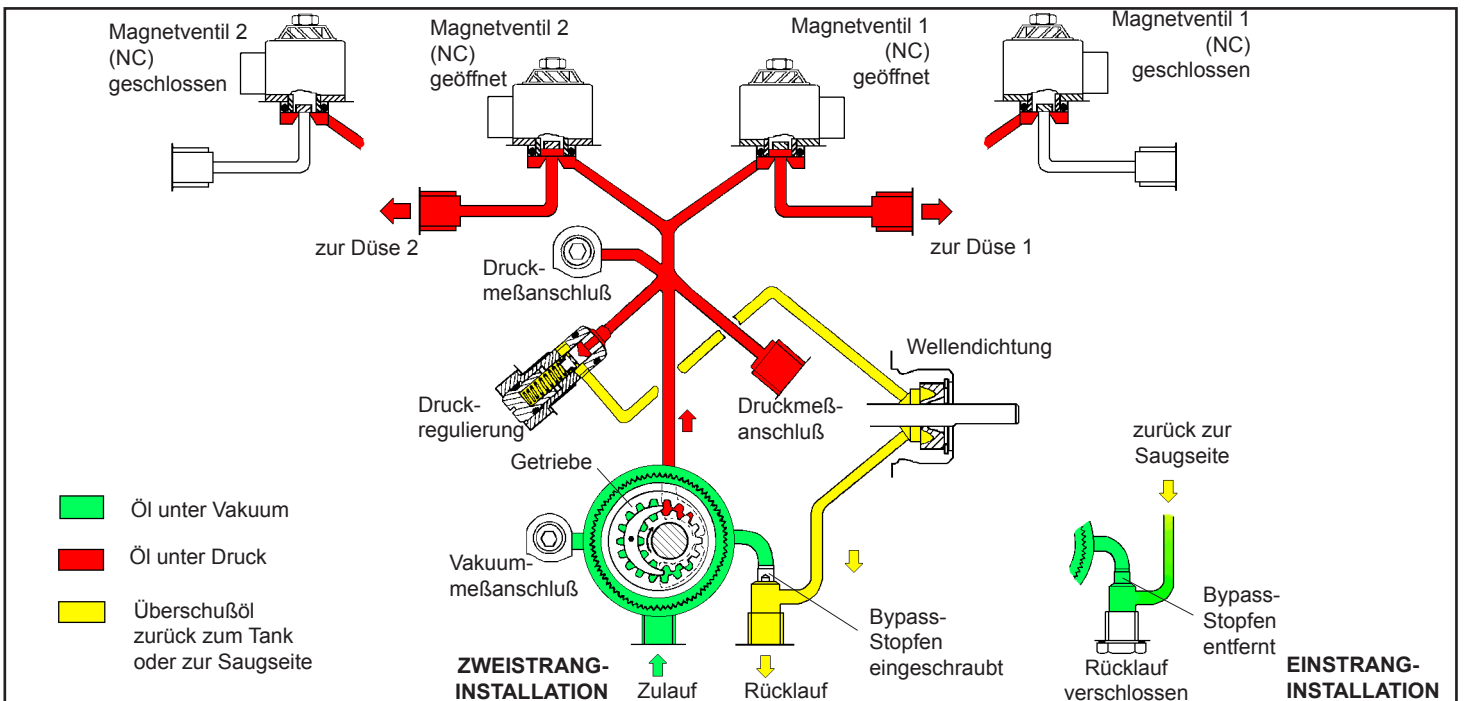 Magnetventil 2
(NC)
geschlossen
Magnetventil 2
(NC)
geöffnet
Magnetventil 1
(NC)
geöffnet
Magnetventil 1
(NC)
geschlossen
zur Düse 2
zur Düse 1
Druck-
meßanschluß
Wellendichtung
Druck-
regulierung
Druckmeß-
anschluß
Getriebe
zurück zur
Saugseite
Öl unter Vakuum
Öl unter Druck
Überschußöl
zurück zum Tank
oder zur Saugseite
Vakuum-
meßanschluß
Bypass-
Stopfen
eingeschraubt
Bypass-
Stopfen
entfernt
ZWEISTRANG-
INSTALLATION
Zulauf
Rücklauf
Rücklauf
verschlossen
EINSTRANG-
INSTALLATION